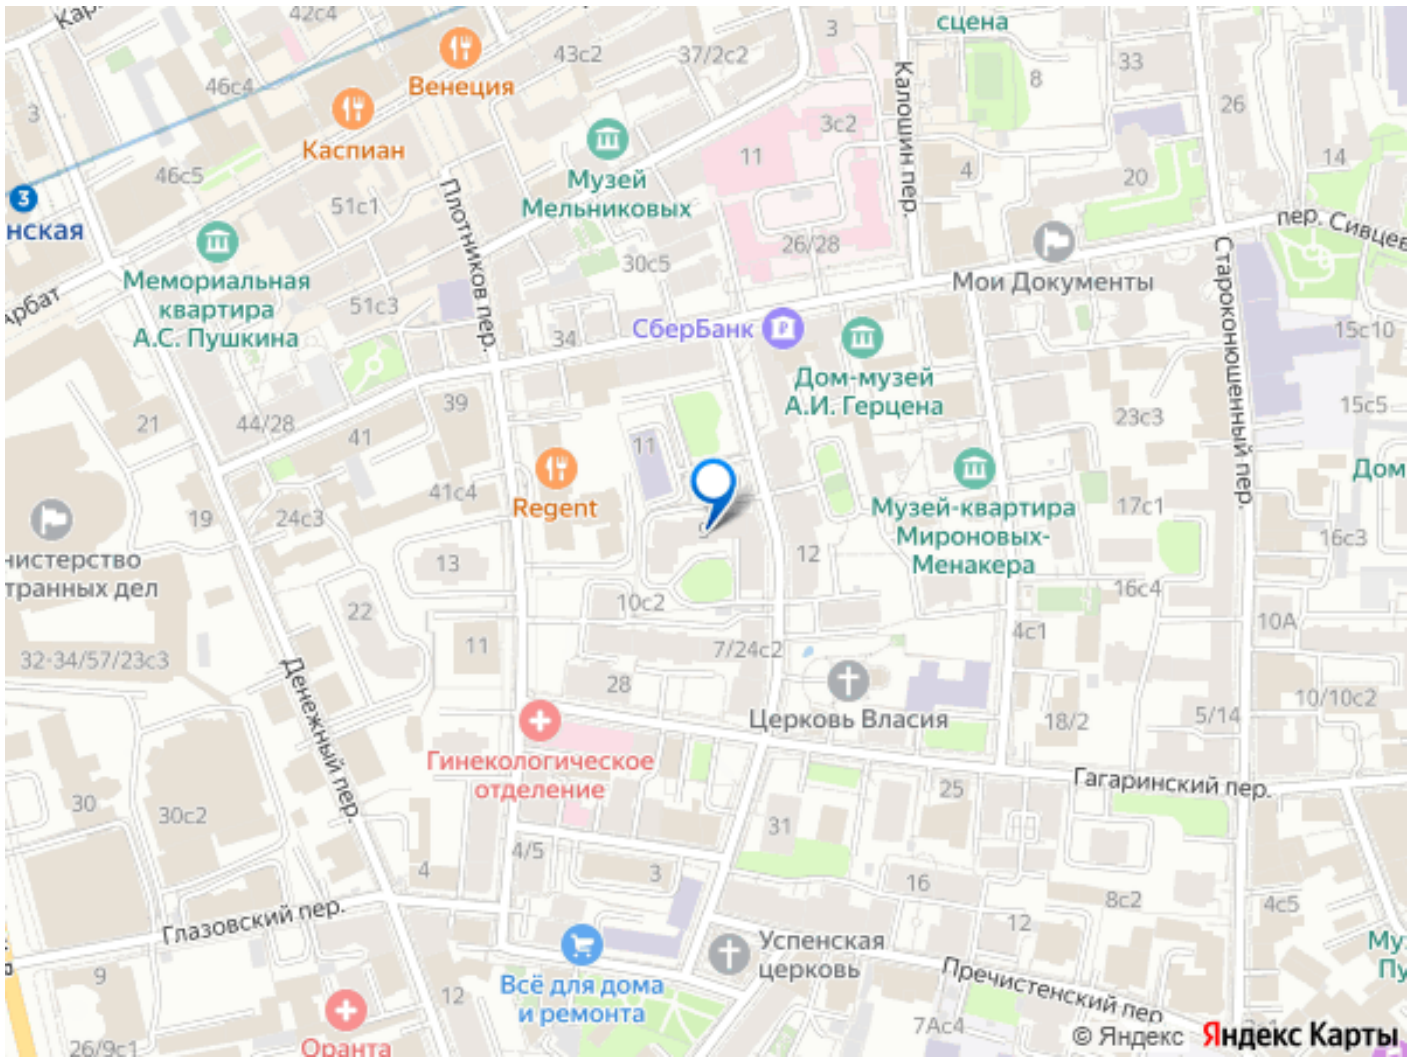 Кар
42с4
46с4
Венеция
43с2
37/2с2
3
сцена
8
33
26
3
Каспиан
3с2
11
Калошин пер.
4
20
14
46с5
51с1
Музей
Мельниковых
3
нская
Плотников пер.
30с5
26/28
Мои Документы
пер. Сивцев
Мемориальная
квартира
А.С. Пушкина
Арбат
51с3
34
СберБанк
Дом-музей
А.И. Герцена
Староконюшенный пер.
15с10
15с5
23с3
21
44/28
41
39
11
Regent
41с4
Музей-квартира
Мироновых-
Менакера
17с1
Дом
16с3
19
24с3
13
9
12
16с4
нистерство
транных дел
22
10с2
4с1
10А
32-34/57/23с3
11
7/24с2
28
Церковь Власия
18/2
5/14
10/10с2
Денежный пер.
Гинекологическое
отделение
Гагаринский пер.
25
30
30с2
31
4
4/5
3
16
12
8с2
4с5
Глазовский пер.
Успенская
церковь
Пречистенский пер
Му
Пу
9
12
Всё для дома
и ремонта
Оранта
26/9с1
7Ас4
© Яндекс Яндекс Карты